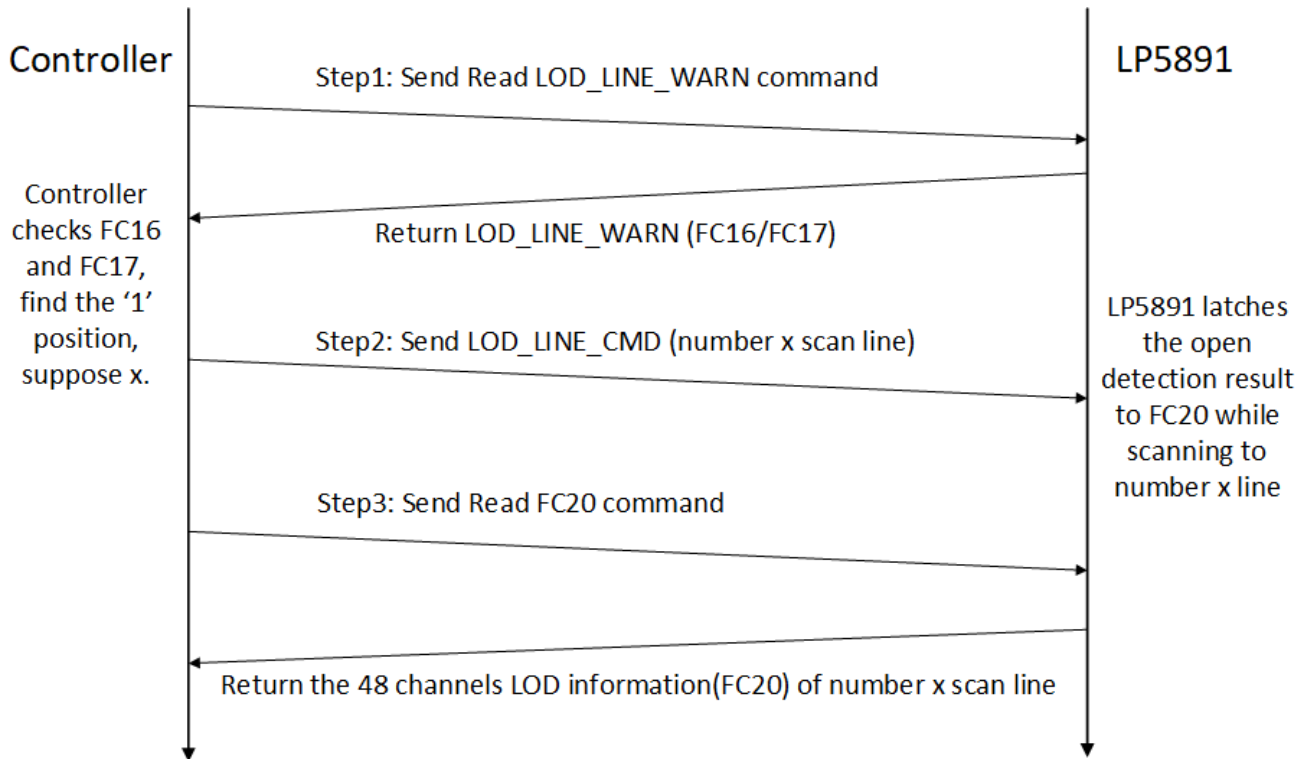 Controller
LP5891
Step1: Send Read LOD_LINE_WARN command
Return LOD_LINE_WARN (FC16/FC17)
Controller
checks FC16
and FC17,
find the ‘1’
position,
suppose x.
Step2: Send LOD_LINE_CMD (number x scan line)
LP5891 latches
the open
detection result
to FC20 while
scanning to
number x line
Step3: Send Read FC20 command
Return the 48 channels LOD information(FC20) of number x scan line